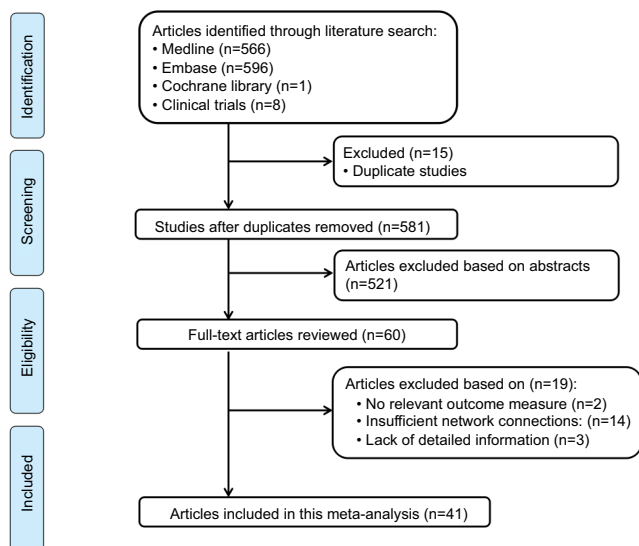 Identification
Articles identified through literature search:
• Medline (n=566)
• Embase (n=596)
• Cochrane library (n=1)
• Clinical trials (n=8)
Excluded (n=15)
• Duplicate studies
Screening
Studies after duplicates removed (n=581)
Articles excluded based on abstracts
(n=521)
Eligibility
Full-text articles reviewed (n=60)
Articles excluded based on (n=19):
• No relevant outcome measure (n=2)
• Insufficient network connections: (n=14)
• Lack of detailed information (n=3)
Included
Articles included in this meta-analysis (n=41)